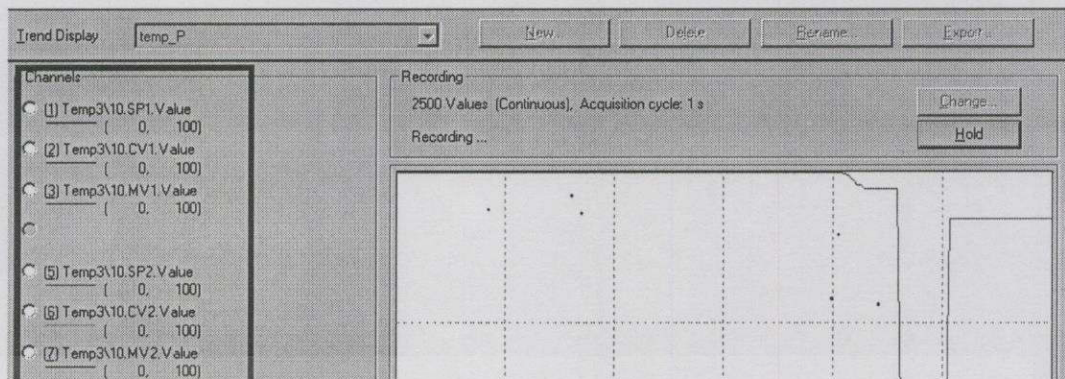 Trend Display temp_P New... Delete Rename... Export...
Channels
(1) Temp3\10.SP1.Value
( 0, 100)
(2) Temp3\10.CV1.Value
( 0, 100)
(3) Temp3\10.MV1.Value
( 0, 100)
(5) Temp3\10.SP2.Value
( 0, 100)
(6) Temp3\10.CV2.Value
( 0, 100)
(7) Temp3\10.MV2.Value
( 0, 100)
Recording
2500 Values (Continuous), Acquisition cycle: 1 s
Change...
Recording ...
Hold